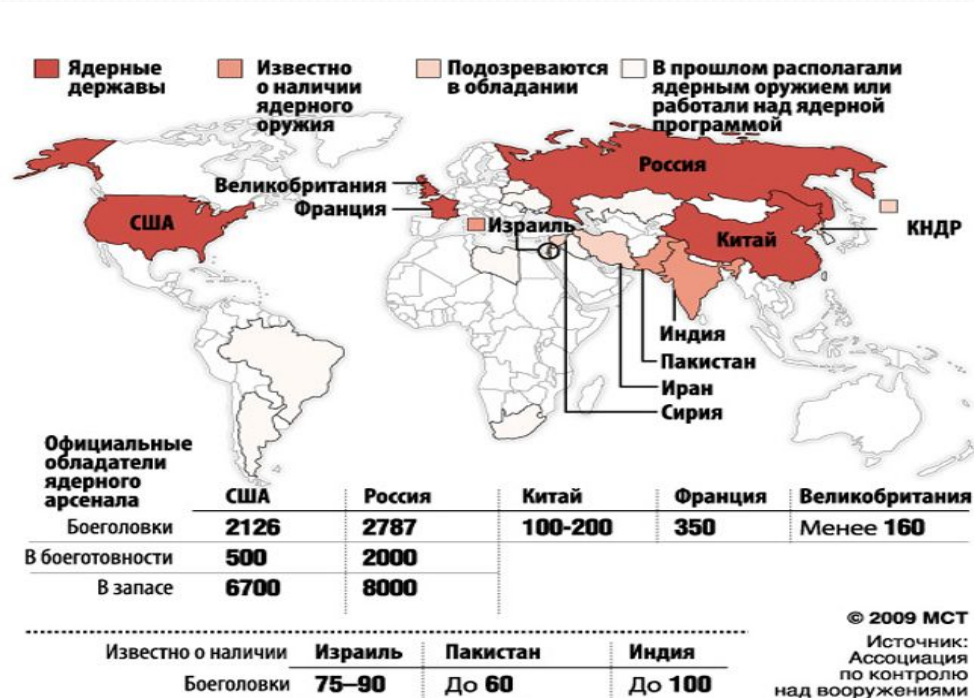 Ядерные
державы
Известно
о наличии
ядерного
оружия
Подозреваются
в обладании
В прошлом располагали
ядерным оружием или
работали над ядерной
программой
Россия
Великобритания
Франция
США
Израиль
Китай
КНДР
Индия
Пакистан
Иран
Сирия
Официальные
обладатели
ядерного
арсенала
США Россия Китай Франция Великобритания
Боеголовки 2126 2787 100-200 350 Менее 160
В боеготовности 500 2000
В запасе 6700 8000
© 2009 МСТ
Источник:
Ассоциация
по контролю
над вооружениями
Известно о наличии Израиль Пакистан Индия
Боеголовки 75–90 До 60 До 100